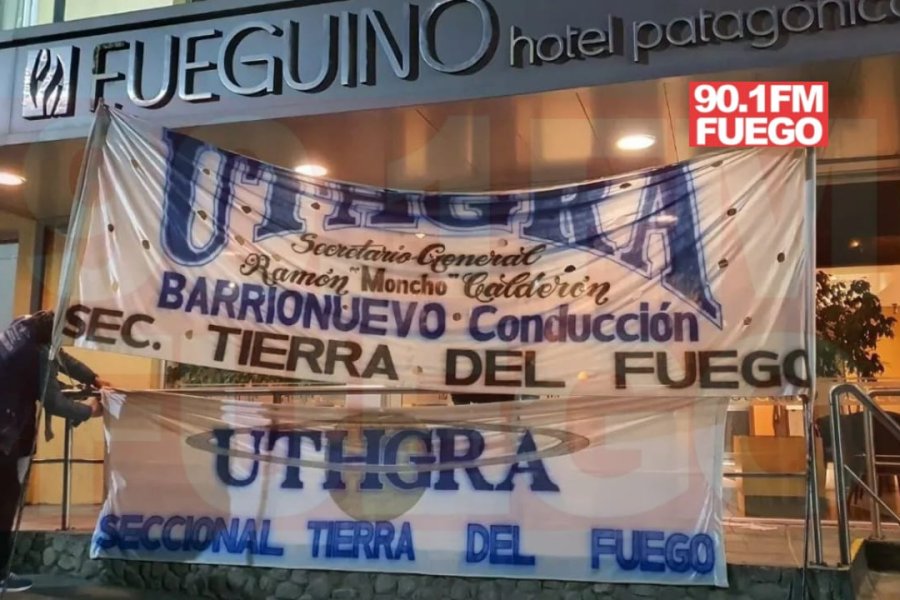 FUEGUINO hotel patagónico
90.1FM
FUEGO
UTHGRA
Secretario General
Ramón "Moncho" Calderón
BARRIONUEVO Conducción
SEC. TIERRA DEL FUEGO
UTHGRA
SECCIONAL TIERRA DEL FUEGO